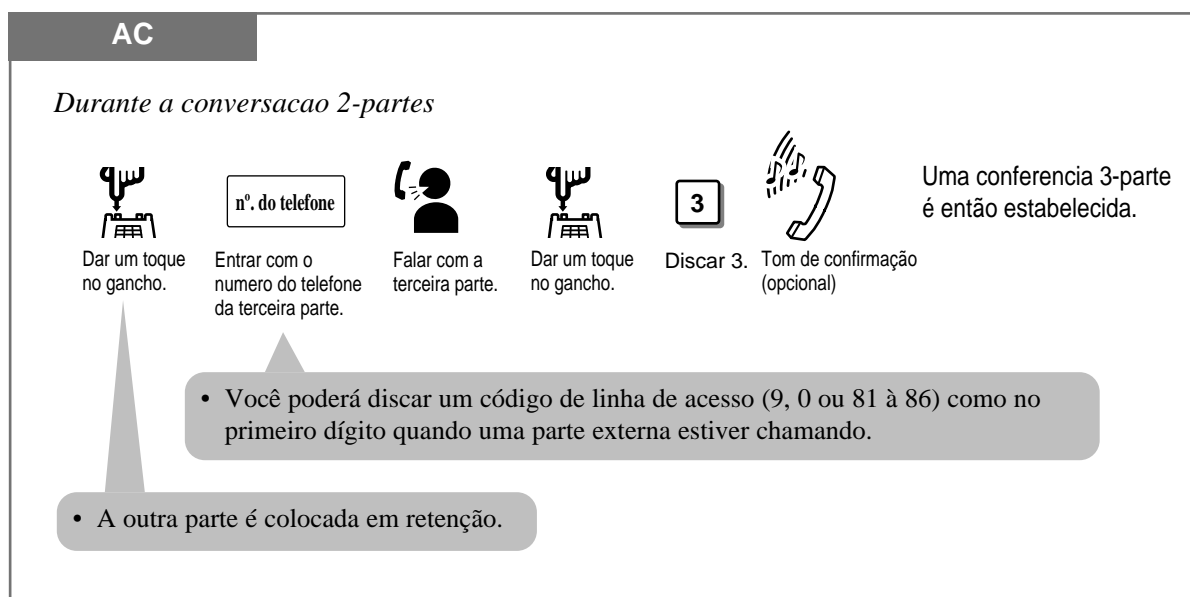 AC
Durante a conversacao 2-partes
nº. do telefone
3
Uma conferencia 3-parte
é então estabelecida.
Dar um toque
no gancho.
Entrar com o
numero do telefone
da terceira parte.
Falar com a
terceira parte.
Dar um toque
no gancho.
Discar 3.
Tom de confirmação
(opcional)
• Você poderá discar um código de linha de acesso (9, 0 ou 81 à 86) como no
primeiro dígito quando uma parte externa estiver chamando.
• A outra parte é colocada em retenção.